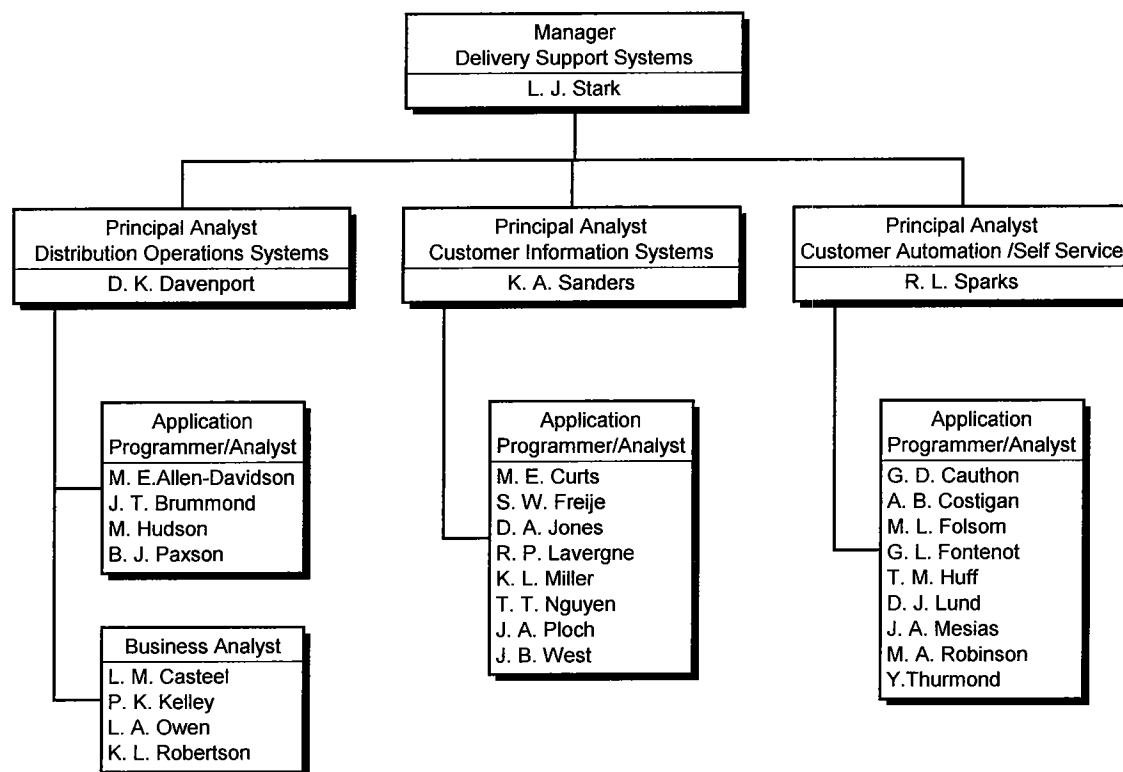 Manager
Delivery Support Systems
L. J. Stark
Principal Analyst
Distribution Operations Systems
D. K. Davenport
Principal Analyst
Customer Information Systems
K. A. Sanders
Principal Analyst
Customer Automation /Self Service
R. L. Sparks
Application
Programmer/Analyst
M. E.Allen-Davidson
J. T. Brummond
M. Hudson
B. J. Paxson
Business Analyst
L. M. Casteel
P. K. Kelley
L. A. Owen
K. L. Robertson
Application
Programmer/Analyst
M. E. Curts
S. W. Freije
D. A. Jones
R. P. Lavergne
K. L. Miller
T. T. Nguyen
J. A. Ploch
J. B. West
Application
Programmer/Analyst
G. D. Cauthon
A. B. Costigan
M. L. Folsom
G. L. Fontenot
T. M. Huff
D. J. Lund
J. A. Mesias
M. A. Robinson
Y.Thurmond